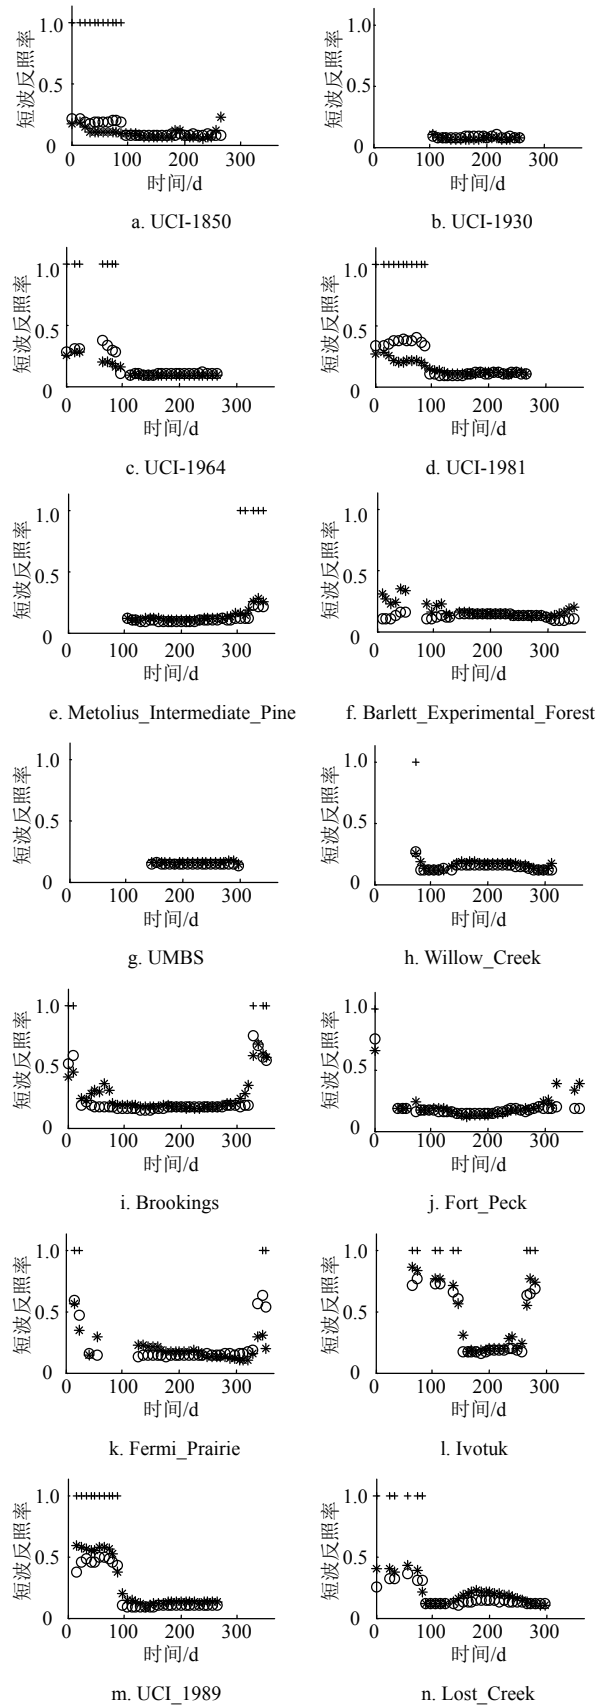 1.0 1.0
短波反照率 短波反照率
0.5 0.5
0 0
0 100 200 300 0 100 200 300
时间/d 时间/d
a. UCI-1850 b. UCI-1930
1.0 1.0
短波反照率 短波反照率
0.5 0.5
0 0
0 100 200 300 0 100 200 300
时间/d 时间/d
c. UCI-1964 d. UCI-1981
1.0 1.0
短波反照率 短波反照率
0.5 0.5
0 0
0 100 200 300 0 100 200 300
时间/d 时间/d
e. Metolius_Intermediate_Pine f. Barlett_Experimental_Forest
1.0 1.0
短波反照率 短波反照率
0.5 0.5
0 0
0 100 200 300 0 100 200 300
时间/d 时间/d
g. UMBS h. Willow_Creek
1.0 1.0
短波反照率 短波反照率
0.5 0.5
0 0
0 100 200 300 0 100 200 300
时间/d 时间/d
i. Brookings j. Fort_Peck
1.0 1.0
短波反照率 短波反照率
0.5 0.5
0 0
0 100 200 300 0 100 200 300
时间/d 时间/d
k. Fermi_Prairie l. Ivotuk
1.0 1.0
短波反照率 短波反照率
0.5 0.5
0 0
0 100 200 300 0 100 200 300
时间/d 时间/d
m. UCI_1989 n. Lost_Creek